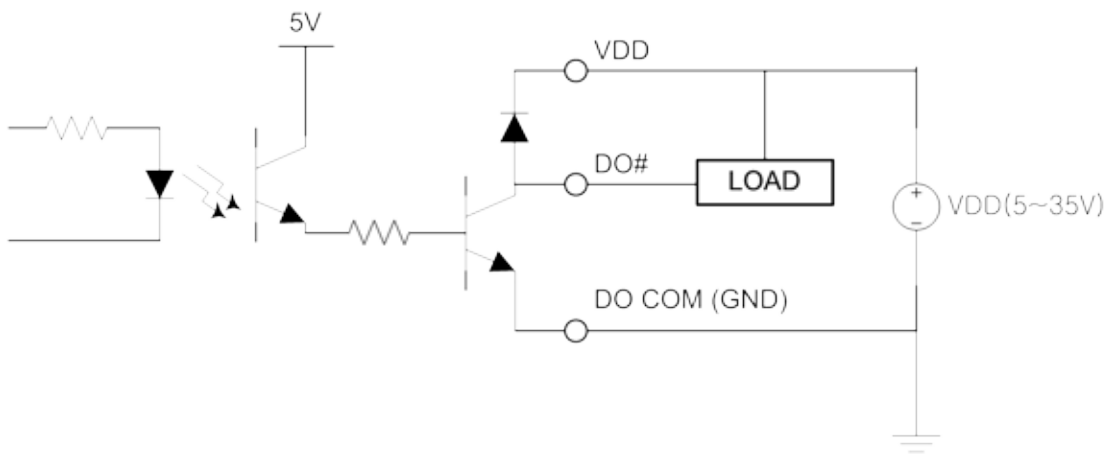 5V
VDD
DO#
LOAD
+
−
VDD(5~35V)
DO COM (GND)